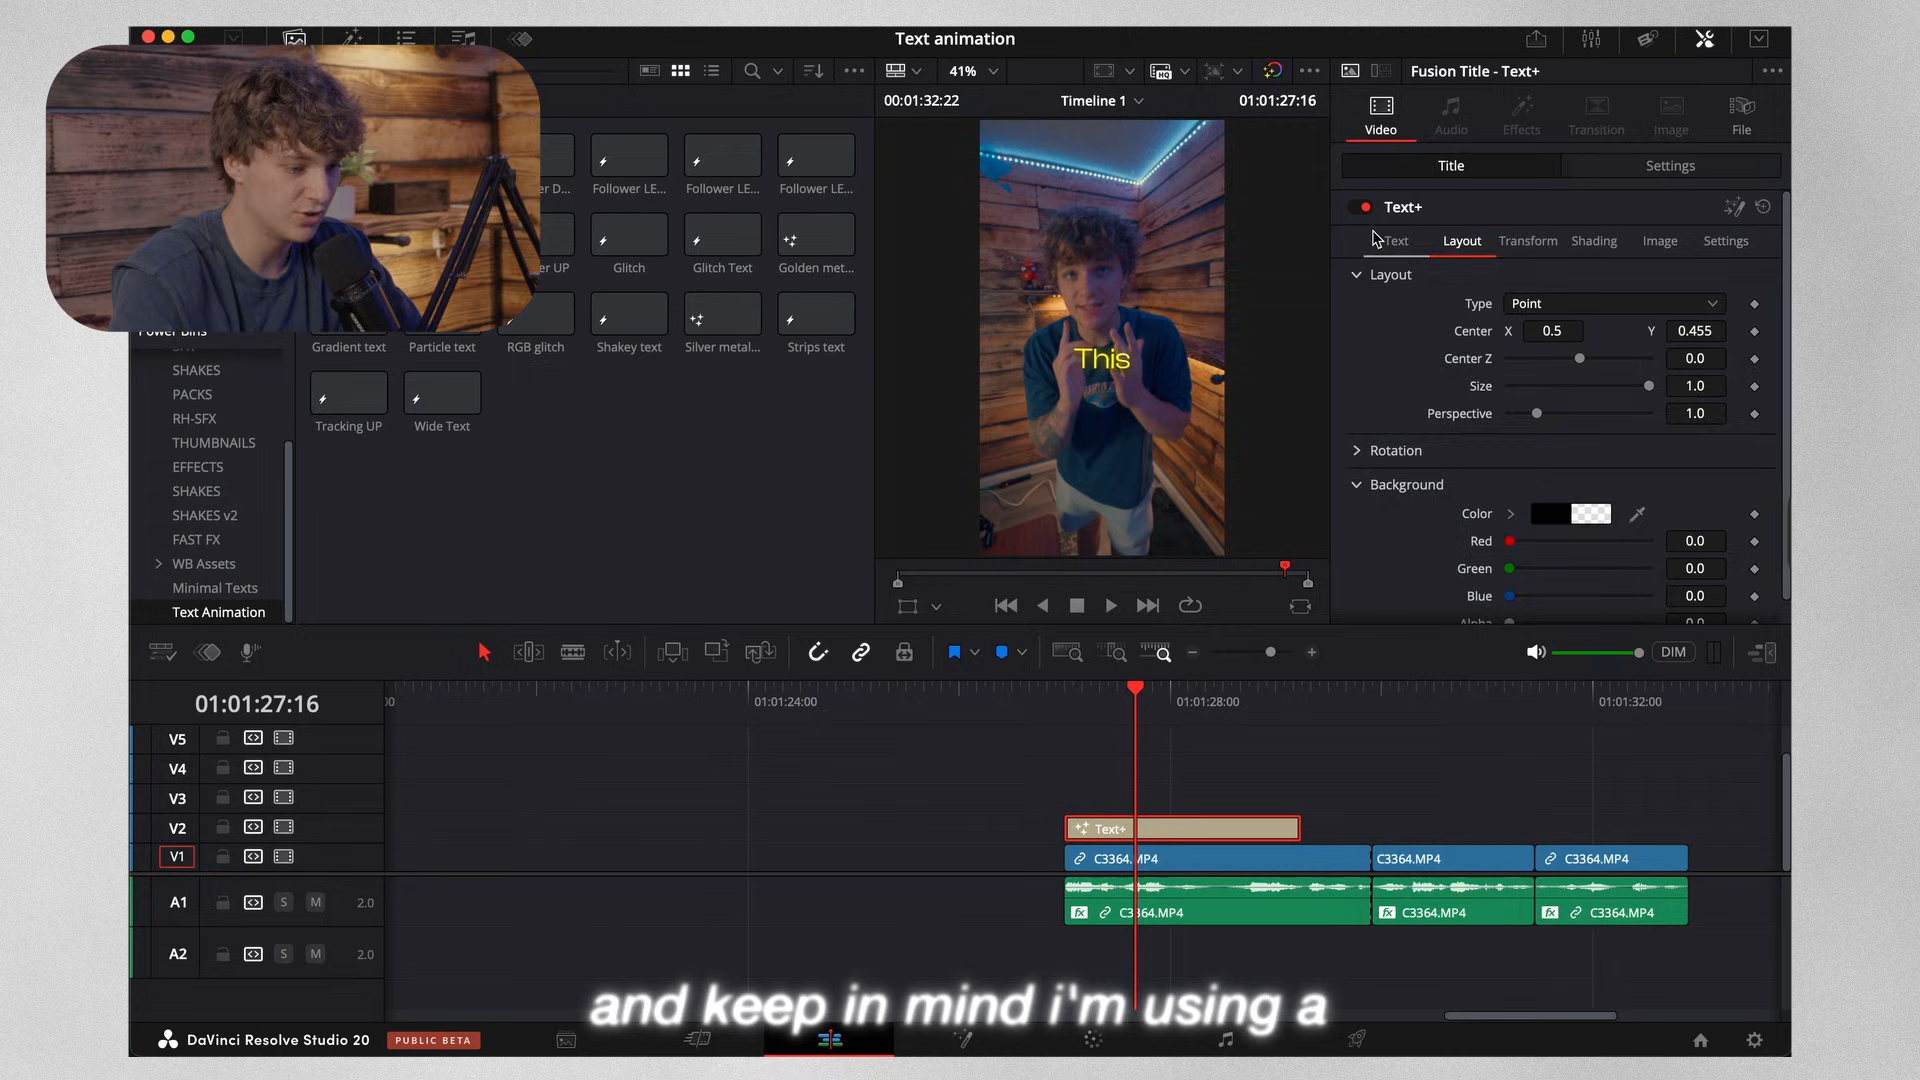 Text animation
41%
Fusion Title - Text+
00:01:32:22
Timeline 1
01:01:27:16
Video
Audio
Effects
Transition
Image
File
Title
Settings
Text+
Text
Layout
Transform
Shading
Image
Settings
Layout
Type
Point
Center
X
0.5
Y
0.455
Center Z
0.0
Size
1.0
Perspective
1.0
Rotation
Background
Color
Red
0.0
Green
0.0
Blue
0.0
Follower LE...
Follower LE...
Follower LE...
Glitch
Glitch Text
Golden met...
Gradient text
Particle text
RGB glitch
Shakey text
Silver metal...
Strips text
Tracking UP
Wide Text
Power Bins
SHAKES
PACKS
RH-SFX
THUMBNAILS
EFFECTS
SHAKES
SHAKES v2
FAST FX
WB Assets
Minimal Texts
Text Animation
This
DIM
01:01:27:16
01:01:24:00
01:01:28:00
01:01:32:00
V5
V4
V3
V2
V1
A1
S
M
2.0
A2
S
M
2.0
Text+
C3364.MP4
C3364.MP4
C3364.MP4
C3364.MP4
C3364.MP4
C3364.MP4
and keep in mind i'm using a
DaVinci Resolve Studio 20
PUBLIC BETA